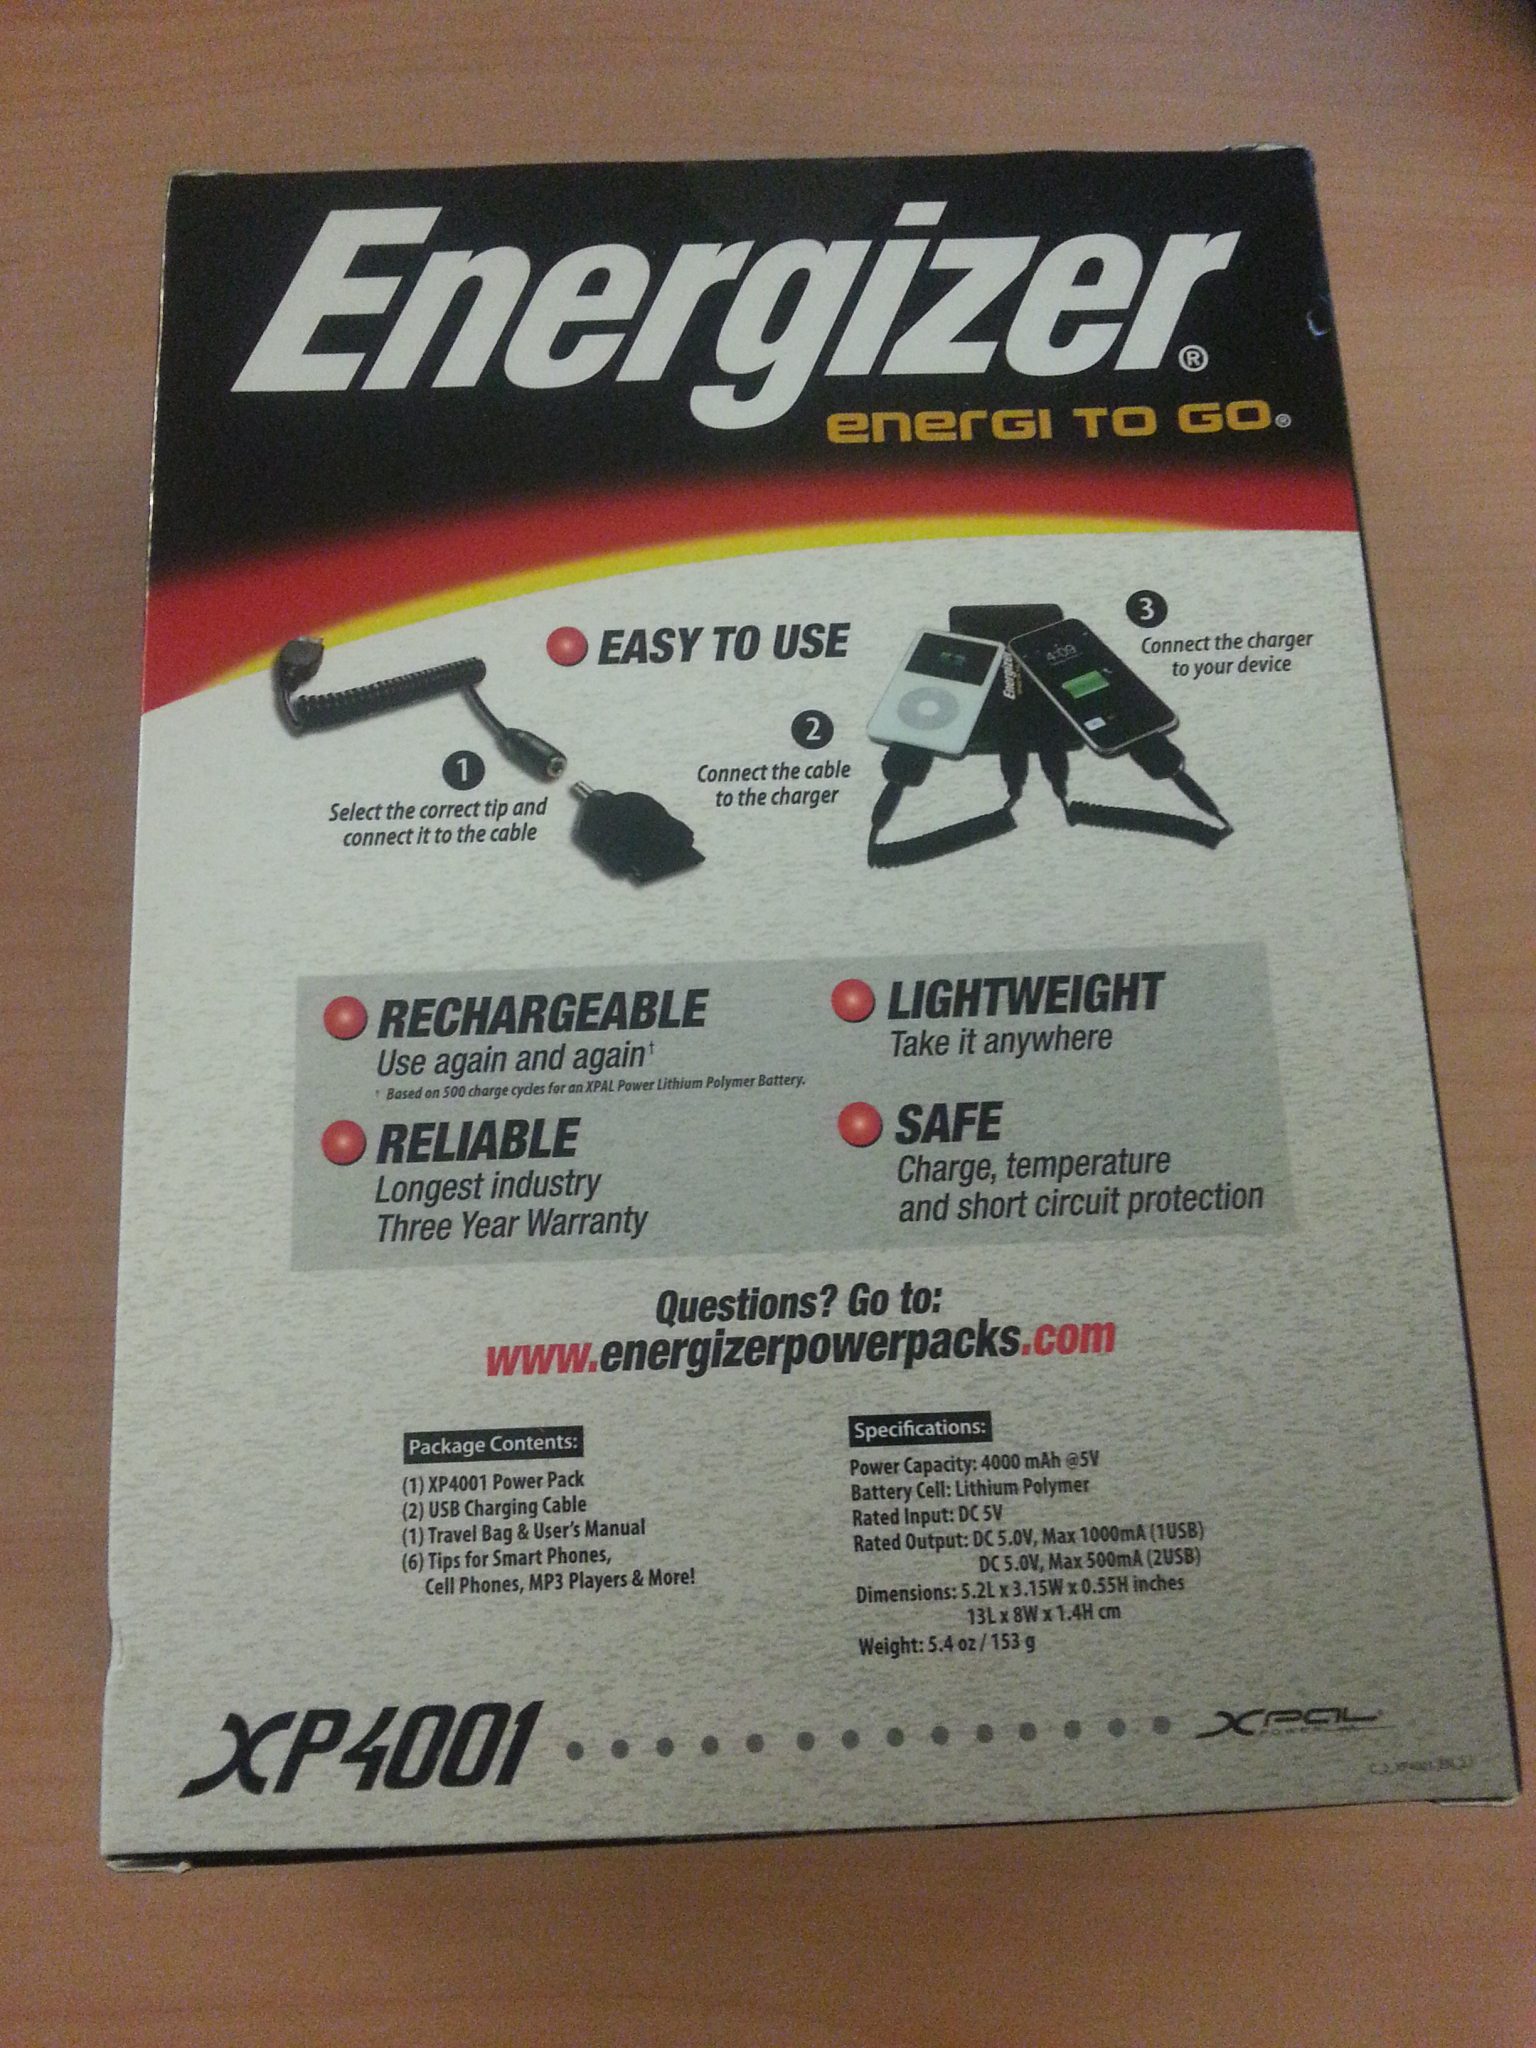 Energizer®
energi TO GO®
EASY TO USE
1
Select the correct tip and
connect it to the cable
2
Connect the cable
to the charger
3
Connect the charger
to your device
4:09
Energizer
RECHARGEABLE
Use again and again†
† Based on 500 charge cycles for an XPAL Power Lithium Polymer Battery.
LIGHTWEIGHT
Take it anywhere
RELIABLE
Longest industry
Three Year Warranty
SAFE
Charge, temperature
and short circuit protection
Questions? Go to:
www.energizerpowerpacks.com
Package Contents:
(1) XP4001 Power Pack
(2) USB Charging Cable
(1) Travel Bag & User's Manual
(6) Tips for Smart Phones,
Cell Phones, MP3 Players & More!
Specifications:
Power Capacity: 4000 mAh @5V
Battery Cell: Lithium Polymer
Rated Input: DC 5V
Rated Output: DC 5.0V, Max 1000mA (1USB)
DC 5.0V, Max 500mA (2USB)
Dimensions: 5.2L x 3.15W x 0.55H inches
13L x 8W x 1.4H cm
Weight: 5.4 oz / 153 g
XP4001
XPAL